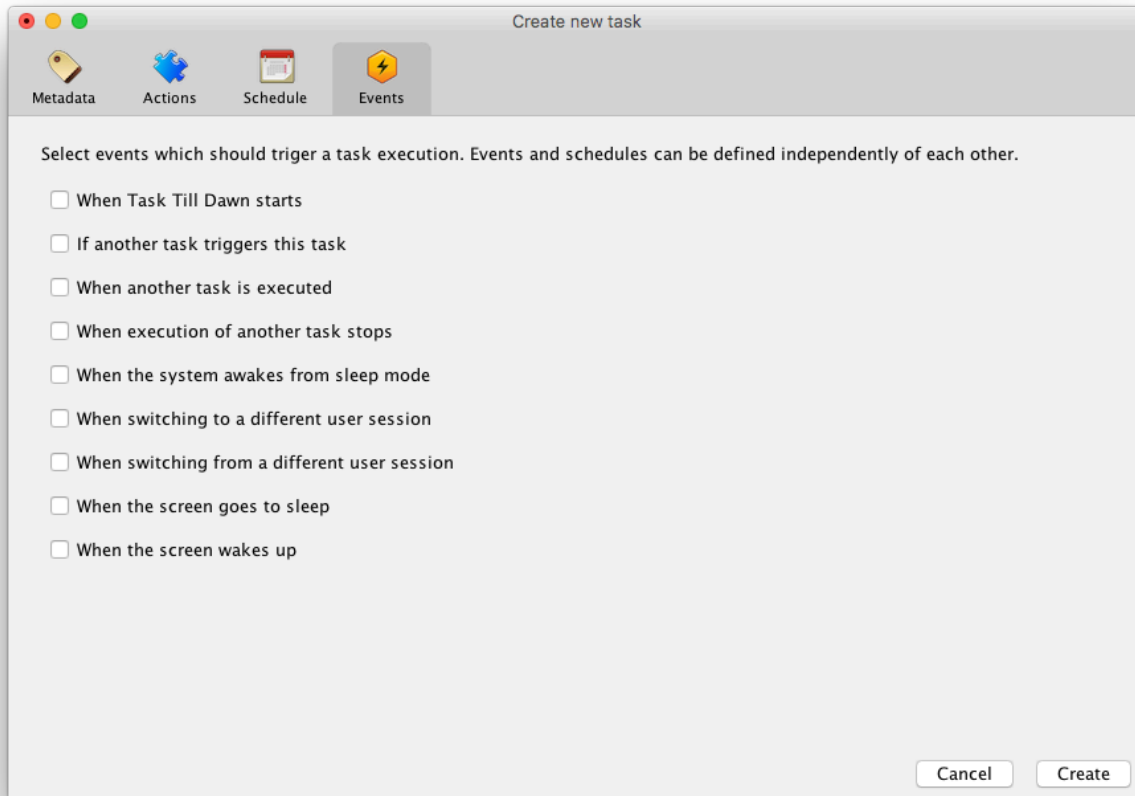 Create new task
Metadata Actions Schedule Events
Select events which should triger a task execution. Events and schedules can be defined independently of each other.
When Task Till Dawn starts
If another task triggers this task
When another task is executed
When execution of another task stops
When the system awakes from sleep mode
When switching to a different user session
When switching from a different user session
When the screen goes to sleep
When the screen wakes up
Cancel Create